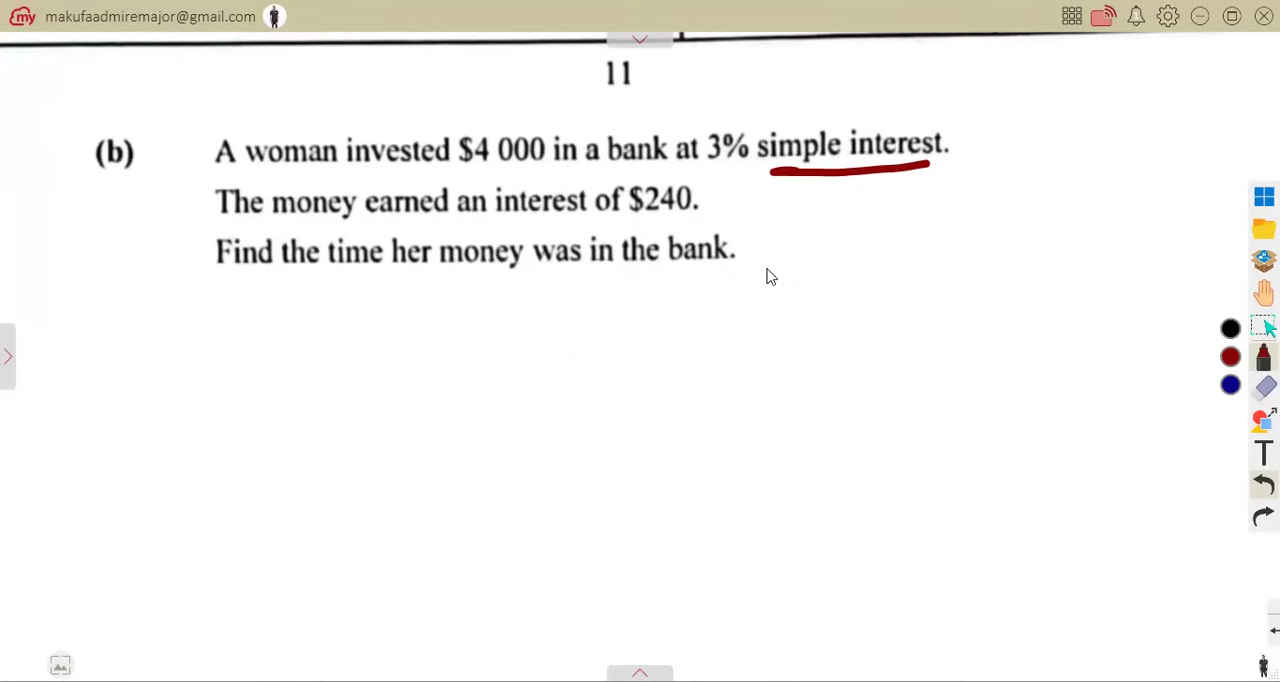 my makufaadmiremajor@gmail.com
11
(b) A woman invested $4 000 in a bank at 3% simple interest.
The money earned an interest of $240.
Find the time her money was in the bank.
T